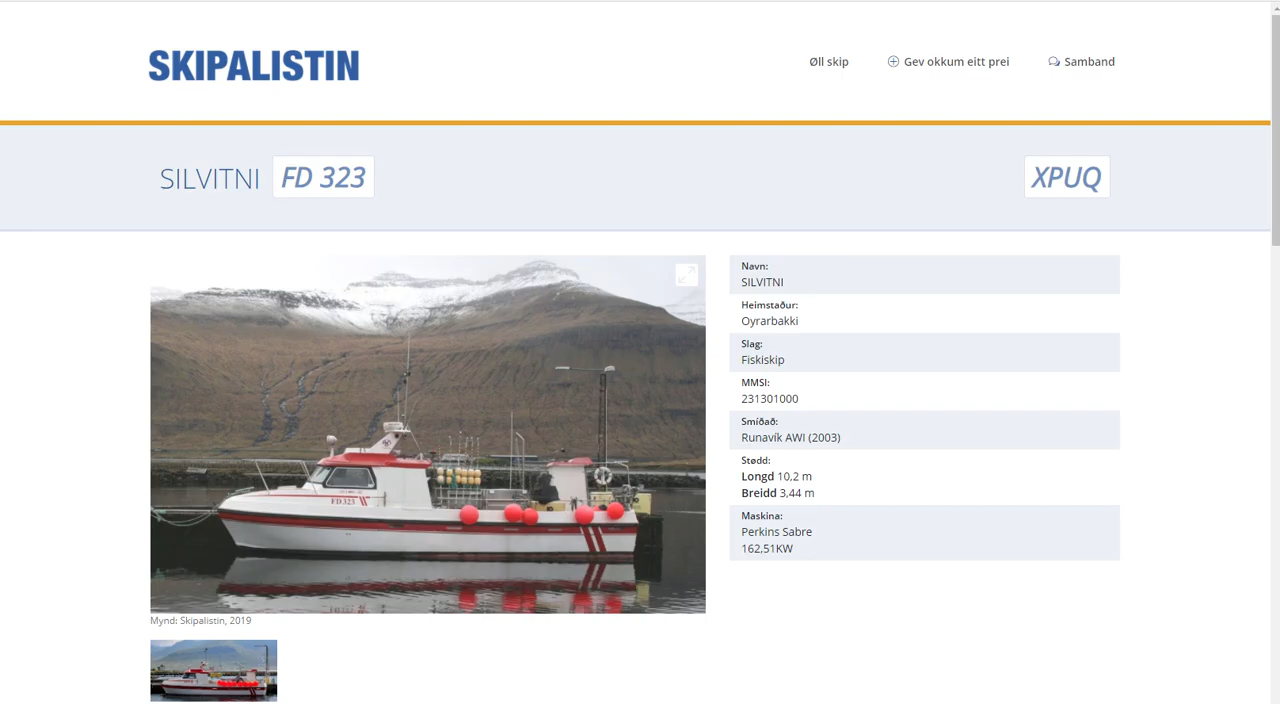 SKIPALISTIN
Øll skip
Gev okkum eitt prei
Samband
SILVITNI FD 323
XPUQ
FD323
Mynd: Skipalistin, 2019
Navn:
SILVITNI
Heimstaður:
Oyrarbakki
Slag:
Fiskiskip
MMSI:
231301000
Smíðað:
Runavík AWI (2003)
Stødd:
Longd 10,2 m
Breidd 3,44 m
Maskina:
Perkins Sabre
162,51KW